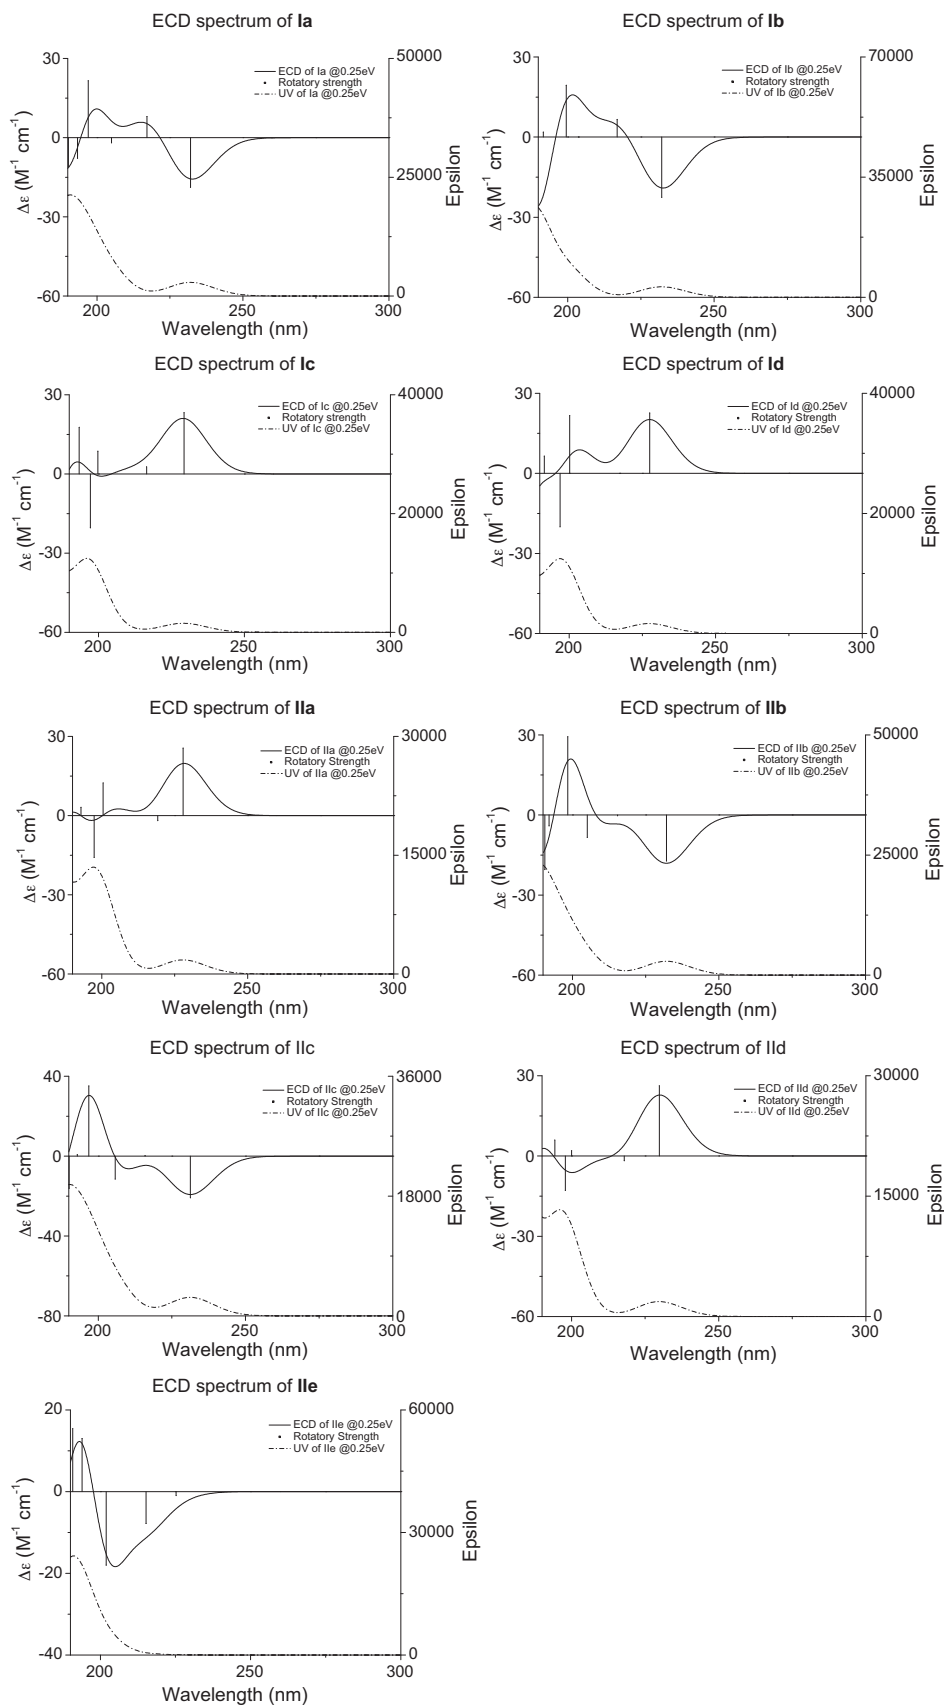 ECD spectrum of Ia
30
0
-30
-60
Δε (M⁻¹ cm⁻¹)
ECD of Ia @0.25eV
Rotatory strength
UV of Ia @0.25eV
50000
25000
0
Epsilon
200 250 300
Wavelength (nm)
ECD spectrum of Ib
30
0
-30
-60
Δε (M⁻¹ cm⁻¹)
ECD of Ib @0.25eV
Rotatory strength
UV of Ib @0.25eV
70000
35000
0
Epsilon
200 250 300
Wavelength (nm)
ECD spectrum of Ic
30
0
-30
-60
Δε (M⁻¹ cm⁻¹)
ECD of Ic @0.25eV
Rotatory strength
UV of Ic @0.25eV
40000
20000
0
Epsilon
200 250 300
Wavelength (nm)
ECD spectrum of Id
30
0
-30
-60
Δε (M⁻¹ cm⁻¹)
ECD of Id @0.25eV
Rotatory Strength
UV of Id @0.25eV
40000
20000
0
Epsilon
200 250 300
Wavelength (nm)
ECD spectrum of IIa
30
0
-30
-60
Δε (M⁻¹ cm⁻¹)
ECD of IIa @0.25eV
Rotatory Strength
UV of IIa @0.25eV
30000
15000
0
Epsilon
200 250 300
Wavelength (nm)
ECD spectrum of IIb
30
0
-30
-60
Δε (M⁻¹ cm⁻¹)
ECD of IIb @0.25eV
Rotatory Strength
UV of IIb @0.25eV
50000
25000
0
Epsilon
200 250 300
Wavelength (nm)
ECD spectrum of IIc
40
0
-40
-80
Δε (M⁻¹ cm⁻¹)
ECD of IIc @0.25eV
Rotatory Strength
UV of IIc @0.25eV
36000
18000
0
Epsilon
200 250 300
Wavelength (nm)
ECD spectrum of IId
30
0
-30
-60
Δε (M⁻¹ cm⁻¹)
ECD of IId @0.25eV
Rotatory Strength
UV of IId @0.25eV
30000
15000
0
Epsilon
200 250 300
Wavelength (nm)
ECD spectrum of IIe
20
0
-20
-40
Δε (M⁻¹ cm⁻¹)
ECD of IIe @0.25eV
Rotatory Strength
UV of IIe @0.25eV
60000
30000
0
Epsilon
200 250 300
Wavelength (nm)